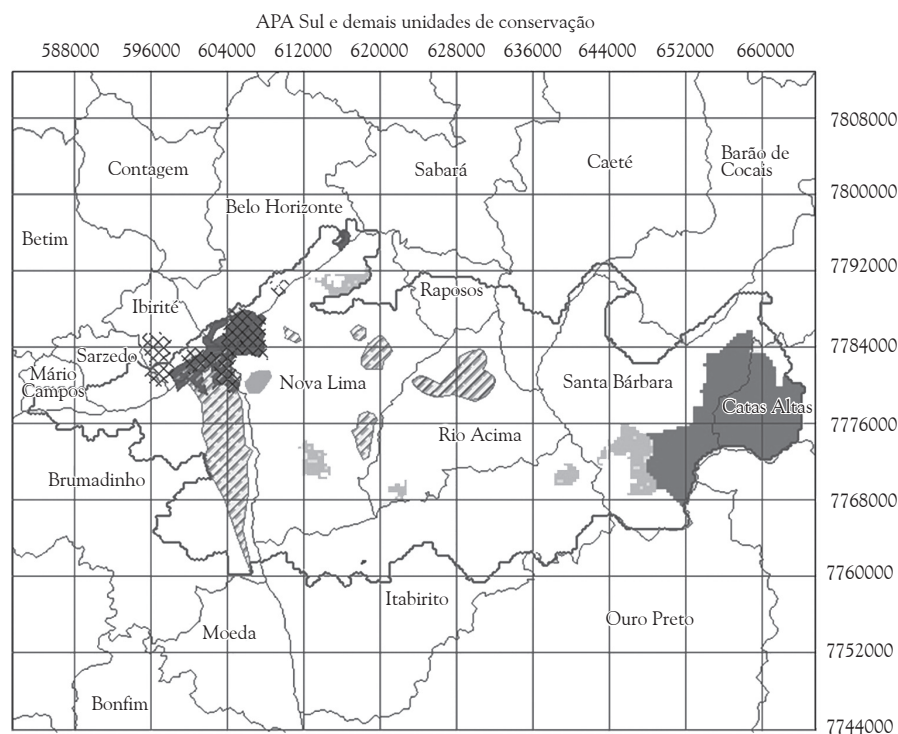 APA Sul e demais unidades de conservação
588000 596000 604000 612000 620000 628000 636000 644000 652000 660000
7808000
Contagem
Sabará
Caeté
Barão de
Cocais
7800000
Belo Horizonte
Betim
7792000
Raposos
Ibirité
7784000
Sarzedo
Mário
Campos
Nova Lima
Santa Bárbara
Catas Altas
7776000
Rio Acima
Brumadinho
7768000
7760000
Itabirito
Ouro Preto
Moeda
7752000
Bonfim
7744000